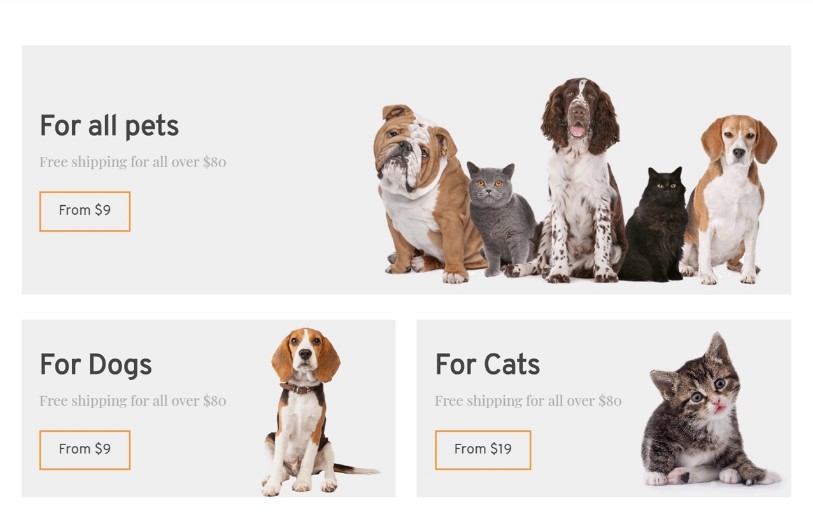 For all pets
Free shipping for all over $80
From $9
For Dogs
Free shipping for all over $80
From $9
For Cats
Free shipping for all over $80
From $19